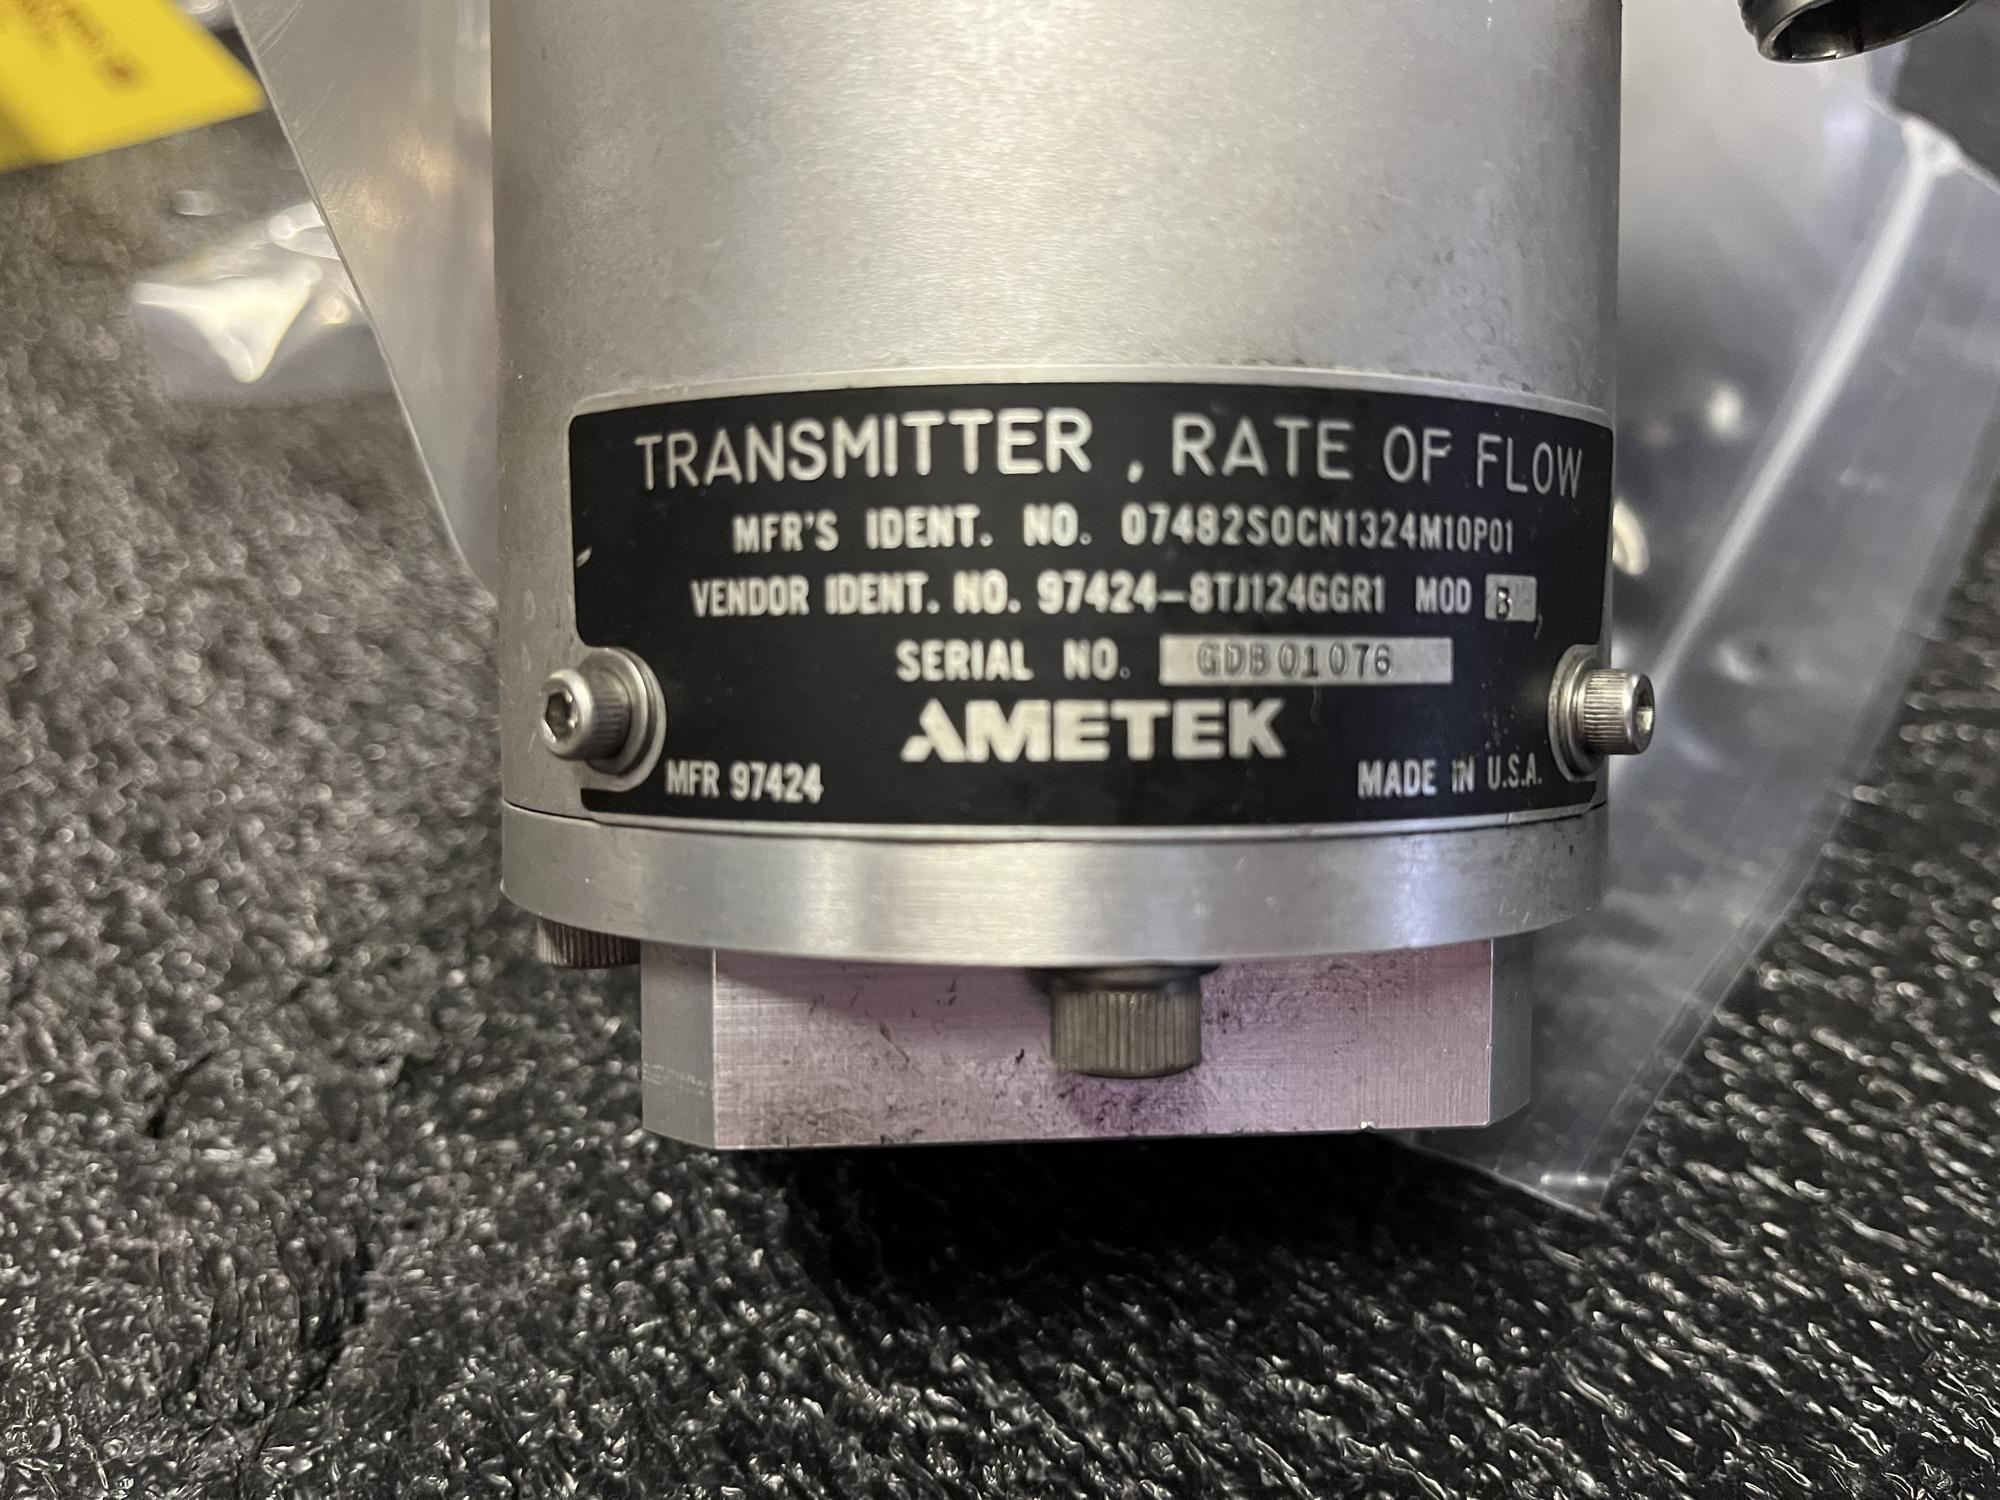 TRANSMITTER , RATE OF FLOW
MFR'S IDENT. NO. 07482SOCN1324M10P01
VENDOR IDENT. NO. 97424-8TJ124GGR1 MOD B
SERIAL NO. GDB01076
AMETEK
MFR 97424
MADE IN U.S.A.